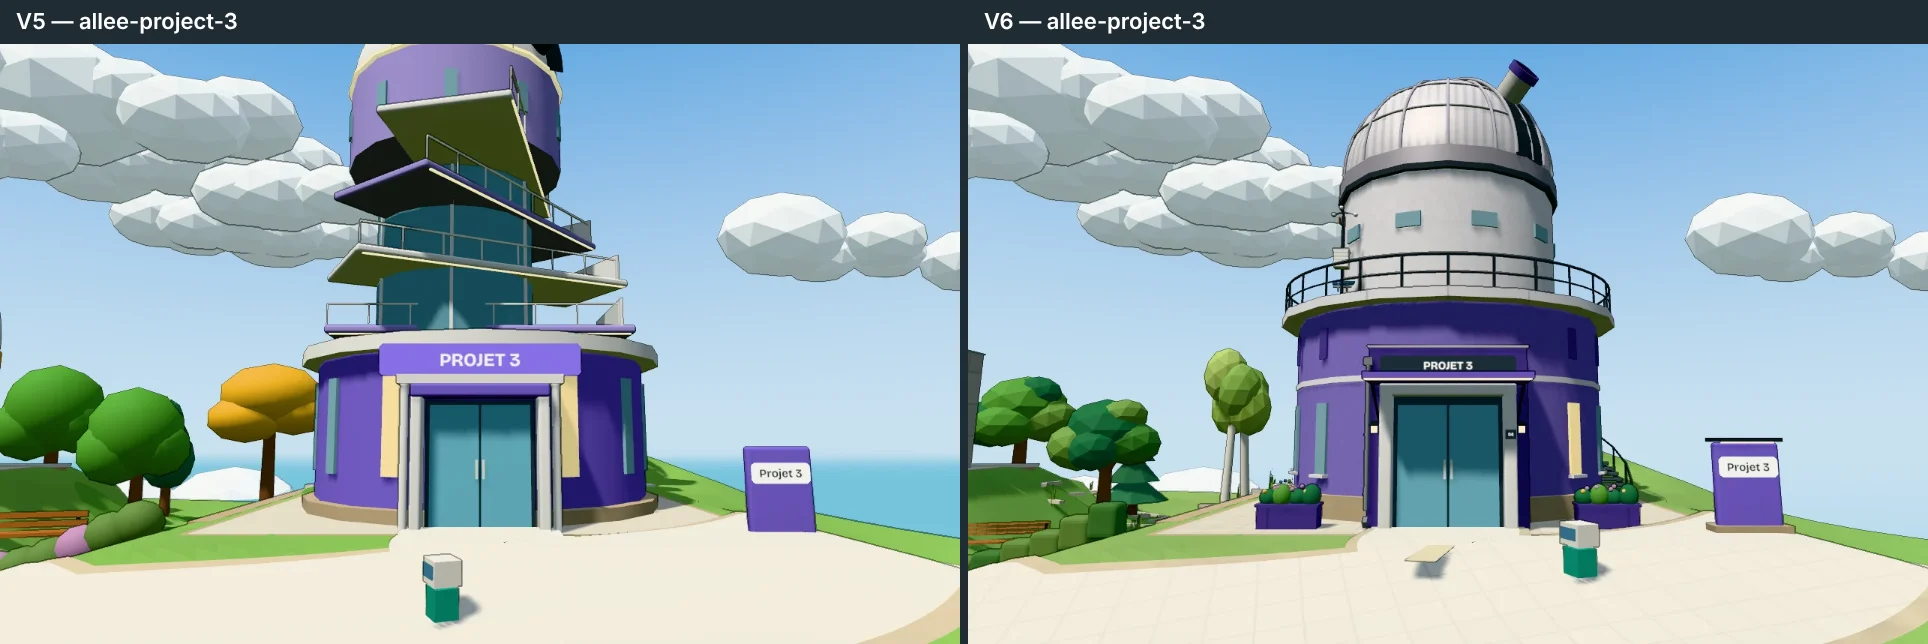 V5 — allee-project-3
V6 — allee-project-3
PROJET 3
Projet 3
PROJET 3
Projet 3